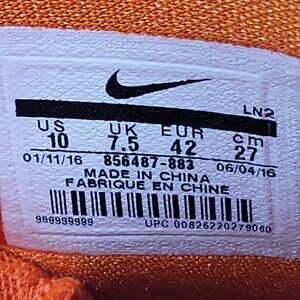 LN2
US UK EUR cm
10 7.5 42 27
01/11/16 856487-883 06/04/16
MADE IN CHINA
FABRIQUE EN CHINE
999999999 UPC 00826220279060